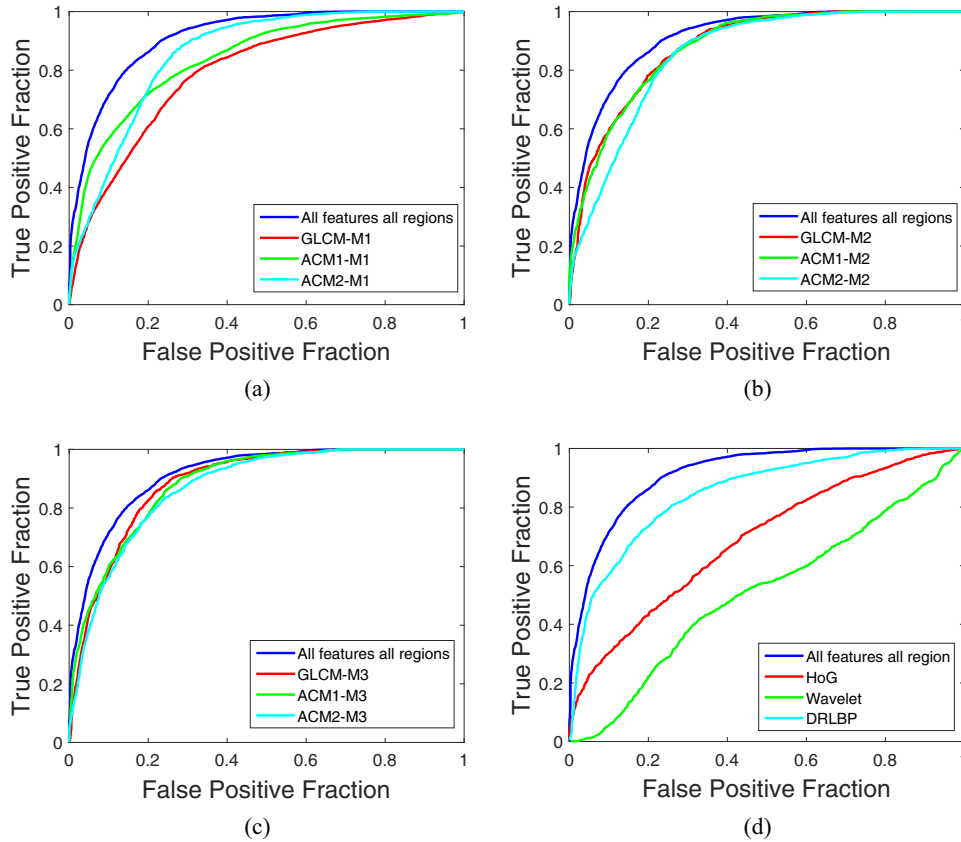 1
0.8
0.6
0.4
0.2
0
True Positive Fraction
All features all regions
GLCM-M1
ACM1-M1
ACM2-M1
0 0.2 0.4 0.6 0.8 1
False Positive Fraction
(a)
1
0.8
0.6
0.4
0.2
0
True Positive Fraction
All features all regions
GLCM-M2
ACM1-M2
ACM2-M2
0 0.2 0.4 0.6 0.8
False Positive Fraction
(b)
1
0.8
0.6
0.4
0.2
0
True Positive Fraction
All features all regions
GLCM-M3
ACM1-M3
ACM2-M3
0 0.2 0.4 0.6 0.8 1
False Positive Fraction
(c)
1
0.8
0.6
0.4
0.2
0
True Positive Fraction
All features all region
HoG
Wavelet
DRLBP
0 0.2 0.4 0.6 0.8 1
False Positive Fraction
(d)